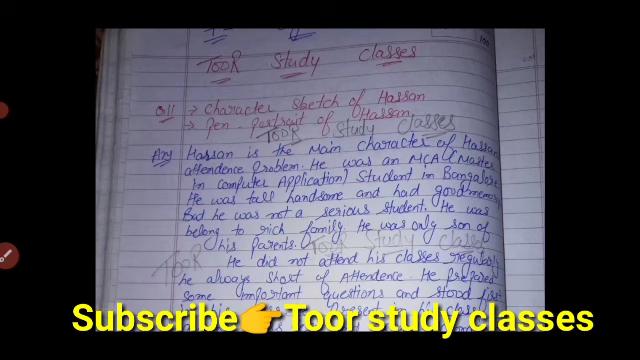 TOOR Study Classes
Q:11 → Character Sketch of Hassan
→ Pen - Portrait of Hassan
TOOR Study Classes
Ans Hassan is the Main character of Hassan
attendence problem. He was an MCA (Master
In Computer Application) Student in Bangalore
He was tall handsome and had good memory
But he was not a serious student. He was
belong to rich family. He was only son of
his parents.
TOOR Study Classes
TOOR He did not attend his classes regularly
he always short of Attendence. He Prepared
Some important questions and stood first
Subscribe👉Toor study classes